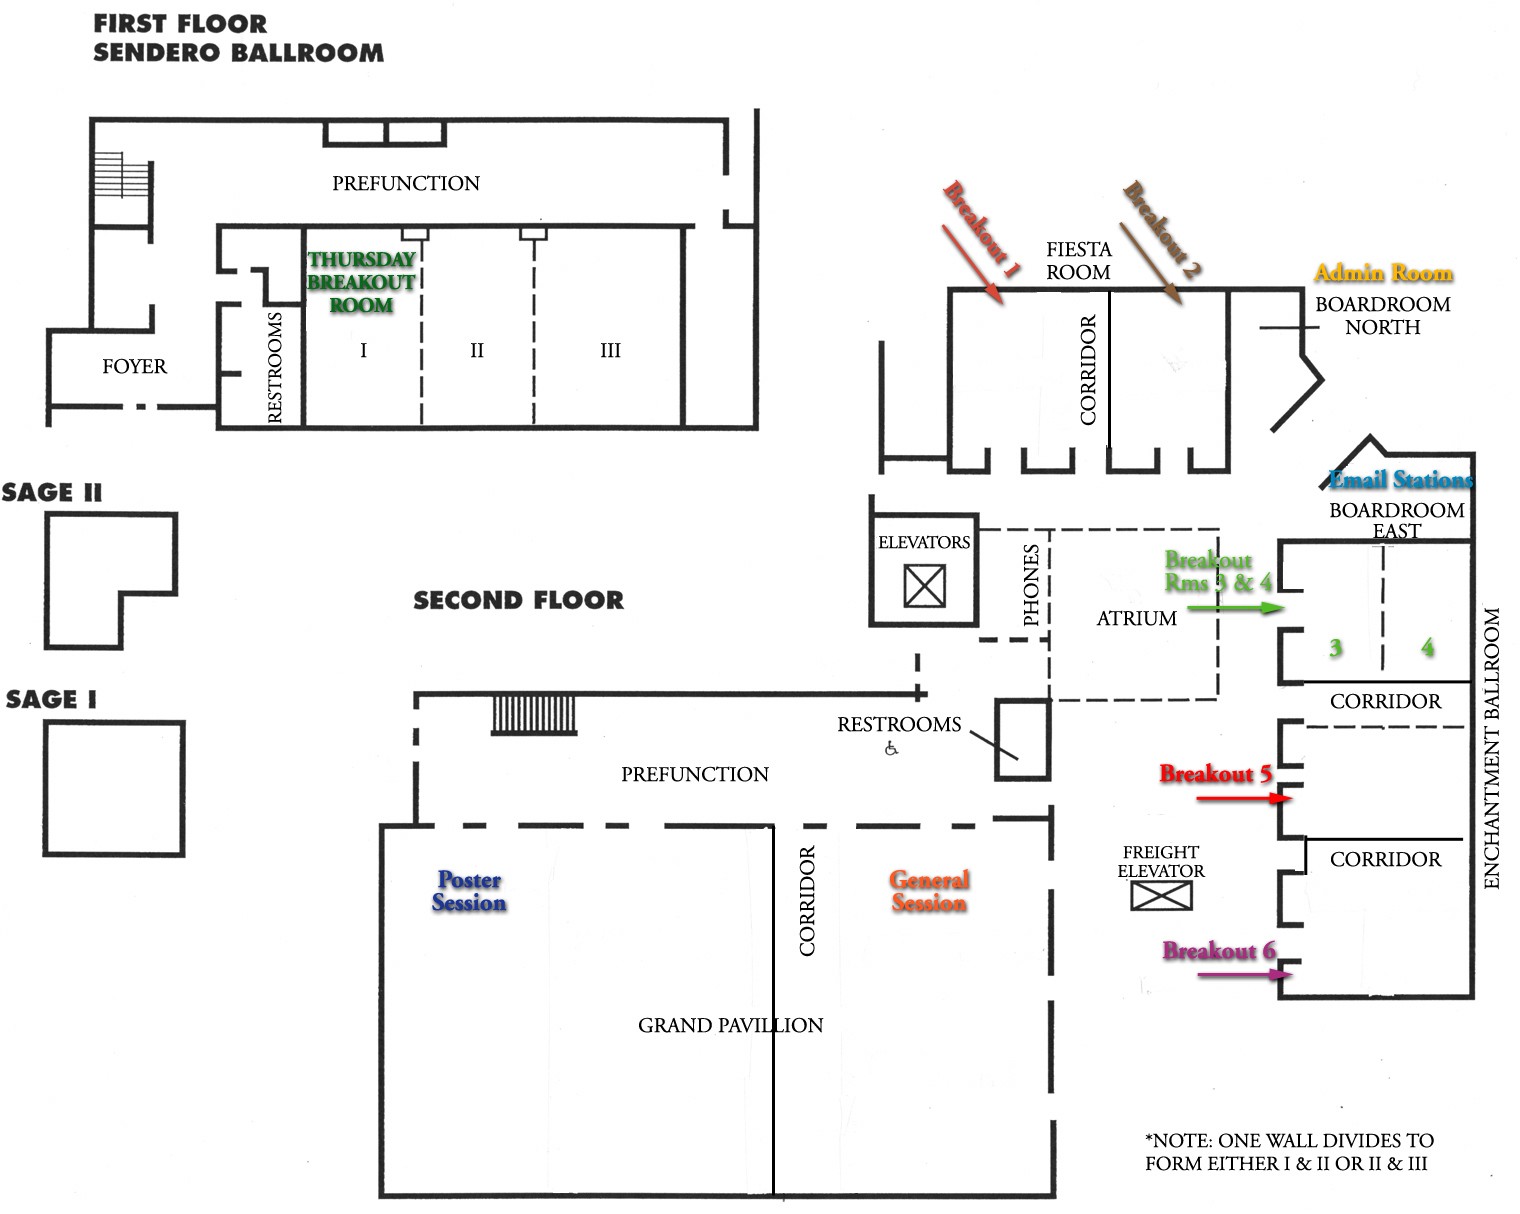 FIRST FLOOR
SENDERO BALLROOM
PREFUNCTION
THURSDAY
BREAKOUT
ROOM
I
II
III
RESTROOMS
FOYER
SAGE II
SAGE I
SECOND FLOOR
Breakout 1
FIESTA
ROOM
Breakout 2
CORRIDOR
Admin Room
BOARDROOM
NORTH
Email Stations
BOARDROOM
EAST
ELEVATORS
PHONES
ATRIUM
Breakout
Rms 3 & 4
3
4
CORRIDOR
ENCHANTMENT BALLROOM
RESTROOMS
PREFUNCTION
Breakout 5
CORRIDOR
FREIGHT
ELEVATOR
Breakout 6
Poster
Session
CORRIDOR
General
Session
GRAND PAVILLION
*NOTE: ONE WALL DIVIDES TO
FORM EITHER I & II OR II & III